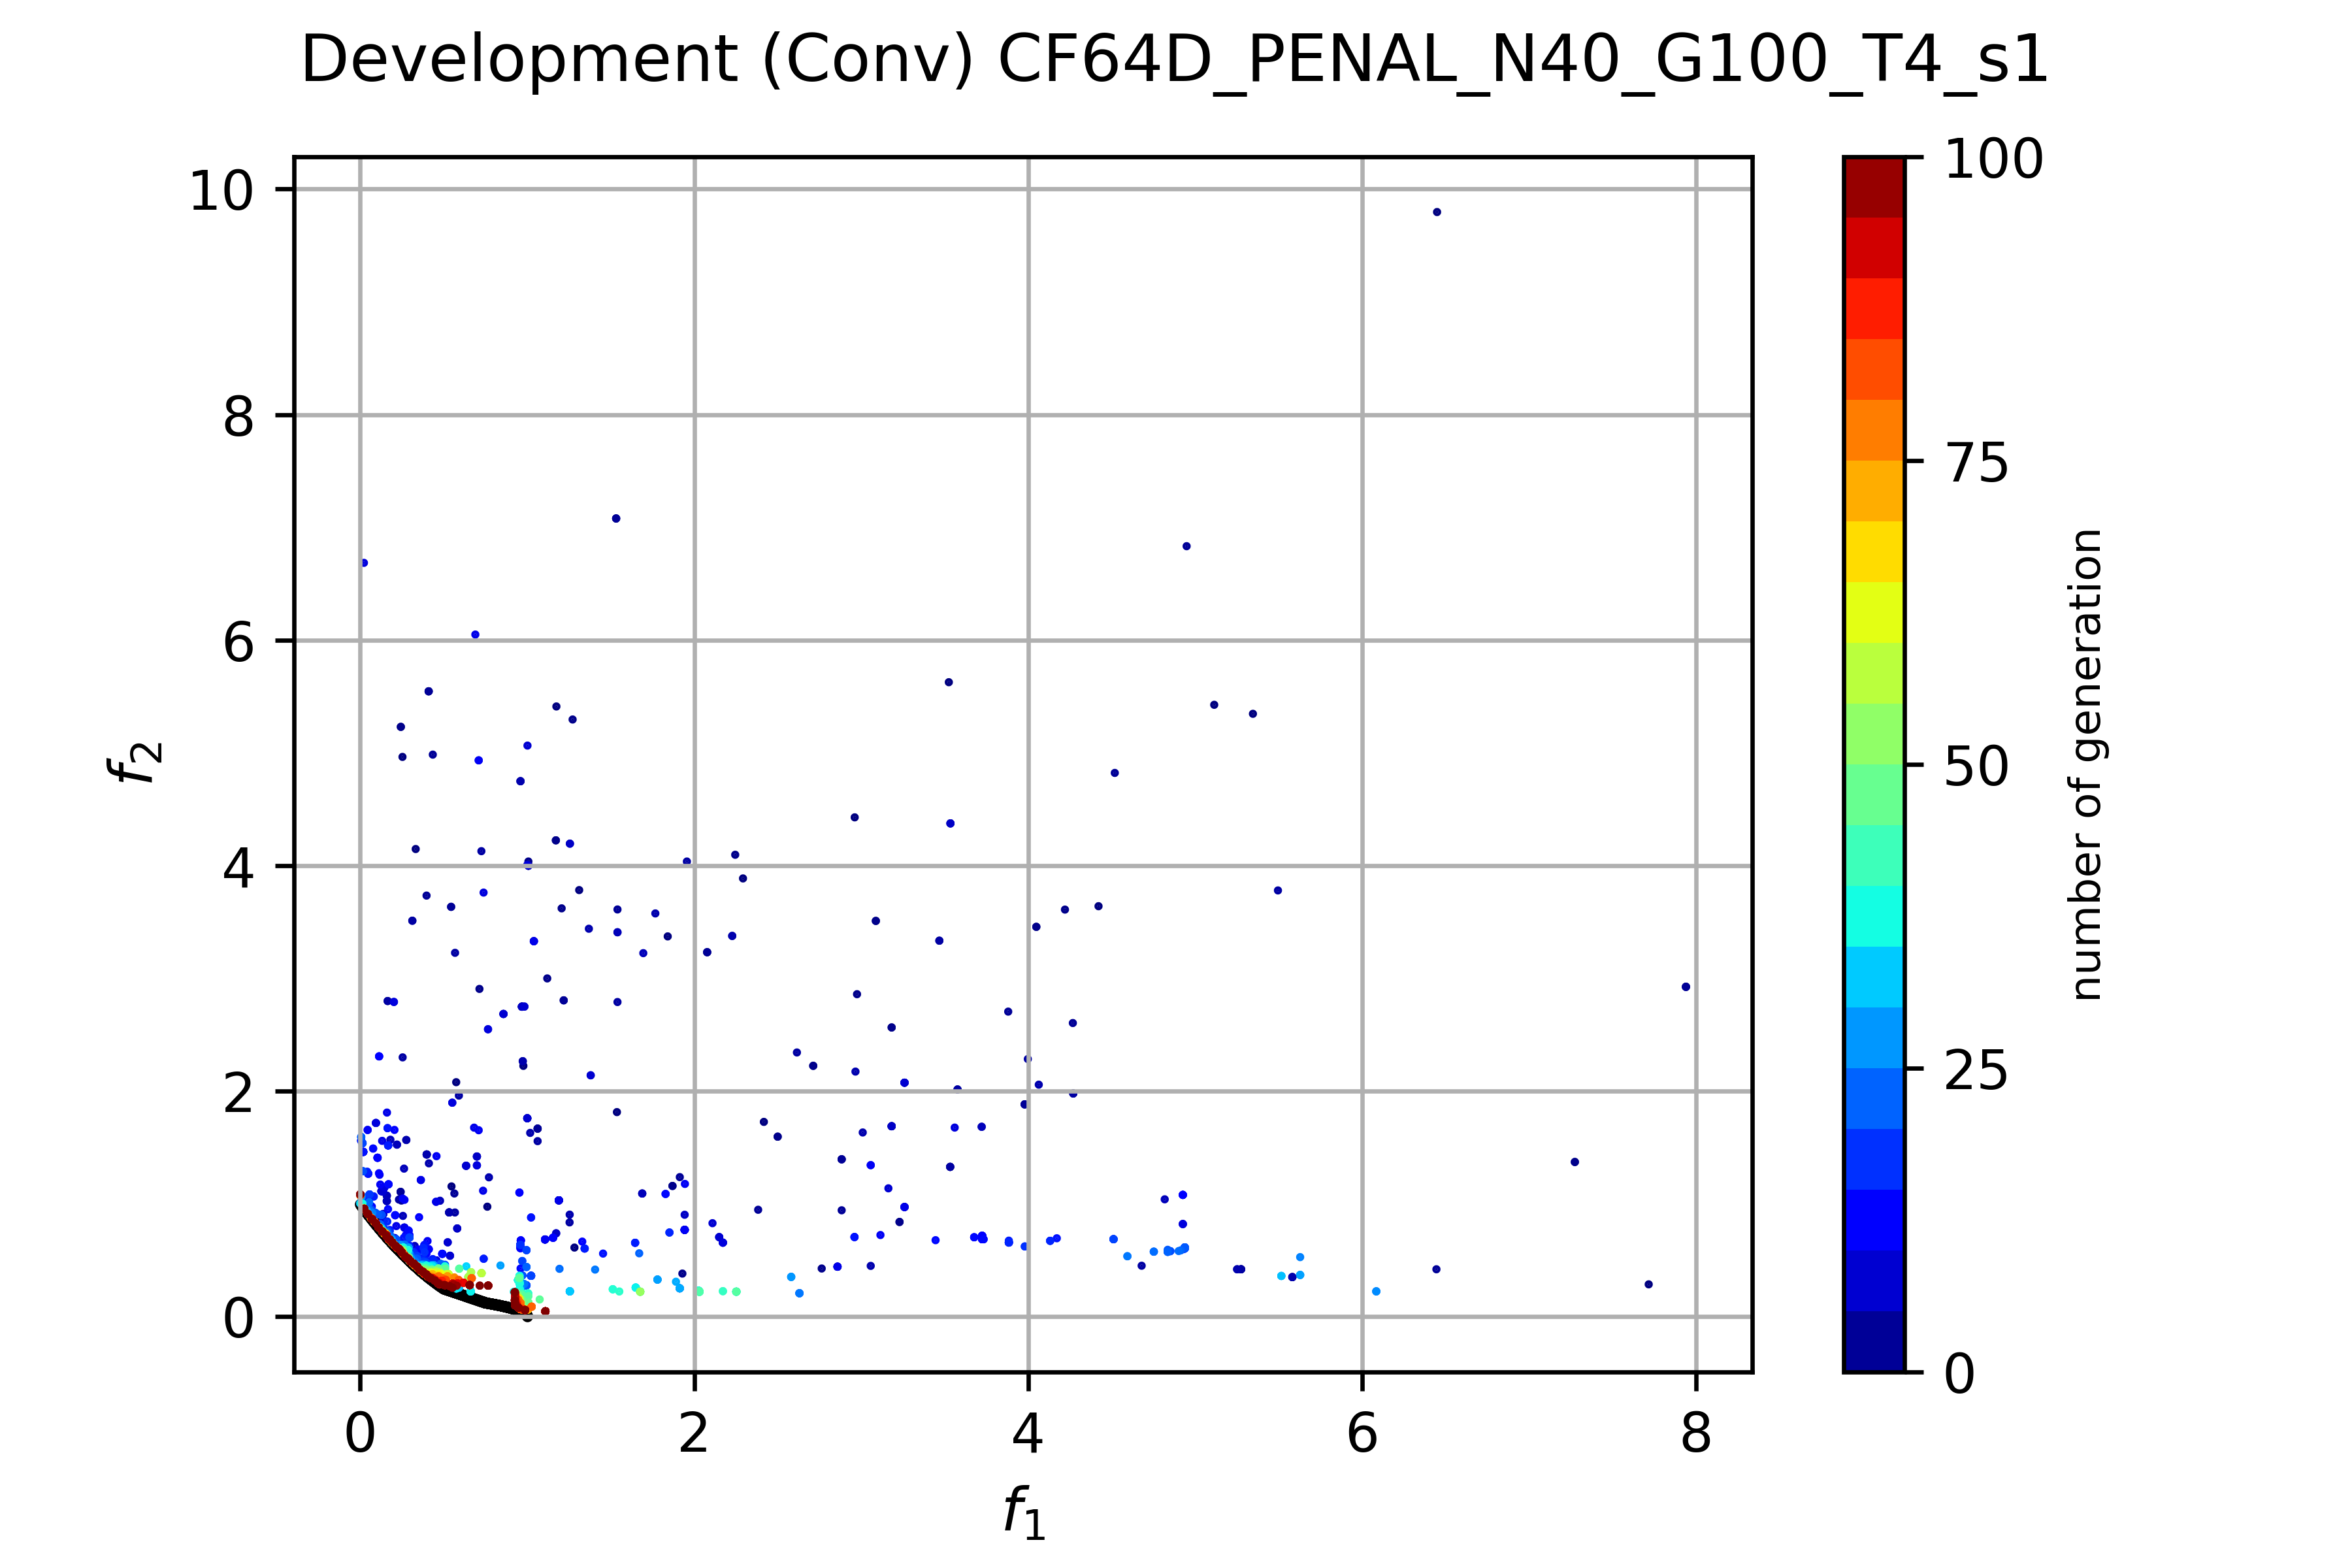 Development (Conv) CF64D_PENAL_N40_G100_T4_s1
10
8
6
4
2
0
f2
0 2 4 6 8
f1
100
75
50
25
0
number of generation